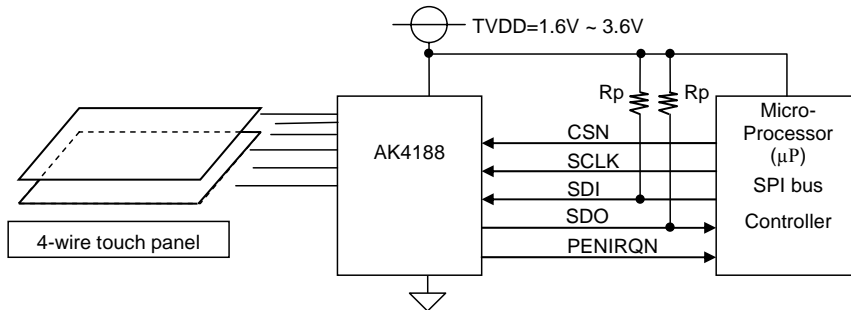 TVDD=1.6V ~ 3.6V
Rp
Rp
AK4188
CSN
SCLK
SDI
SDO
PENIRQN
Micro-
Processor
(μP)
SPI bus
Controller
4-wire touch panel